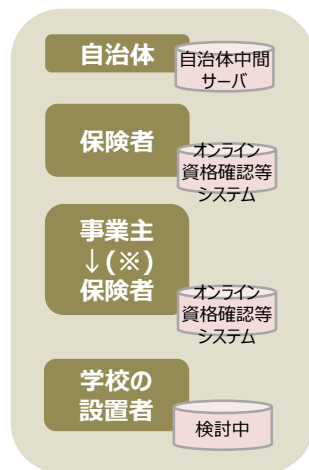 自治体
自治体中間
サーバ
保険者
オンライン
資格確認等
システム
事業主
↓(※)
保険者
オンライン
資格確認等
システム
学校の
設置者
検討中